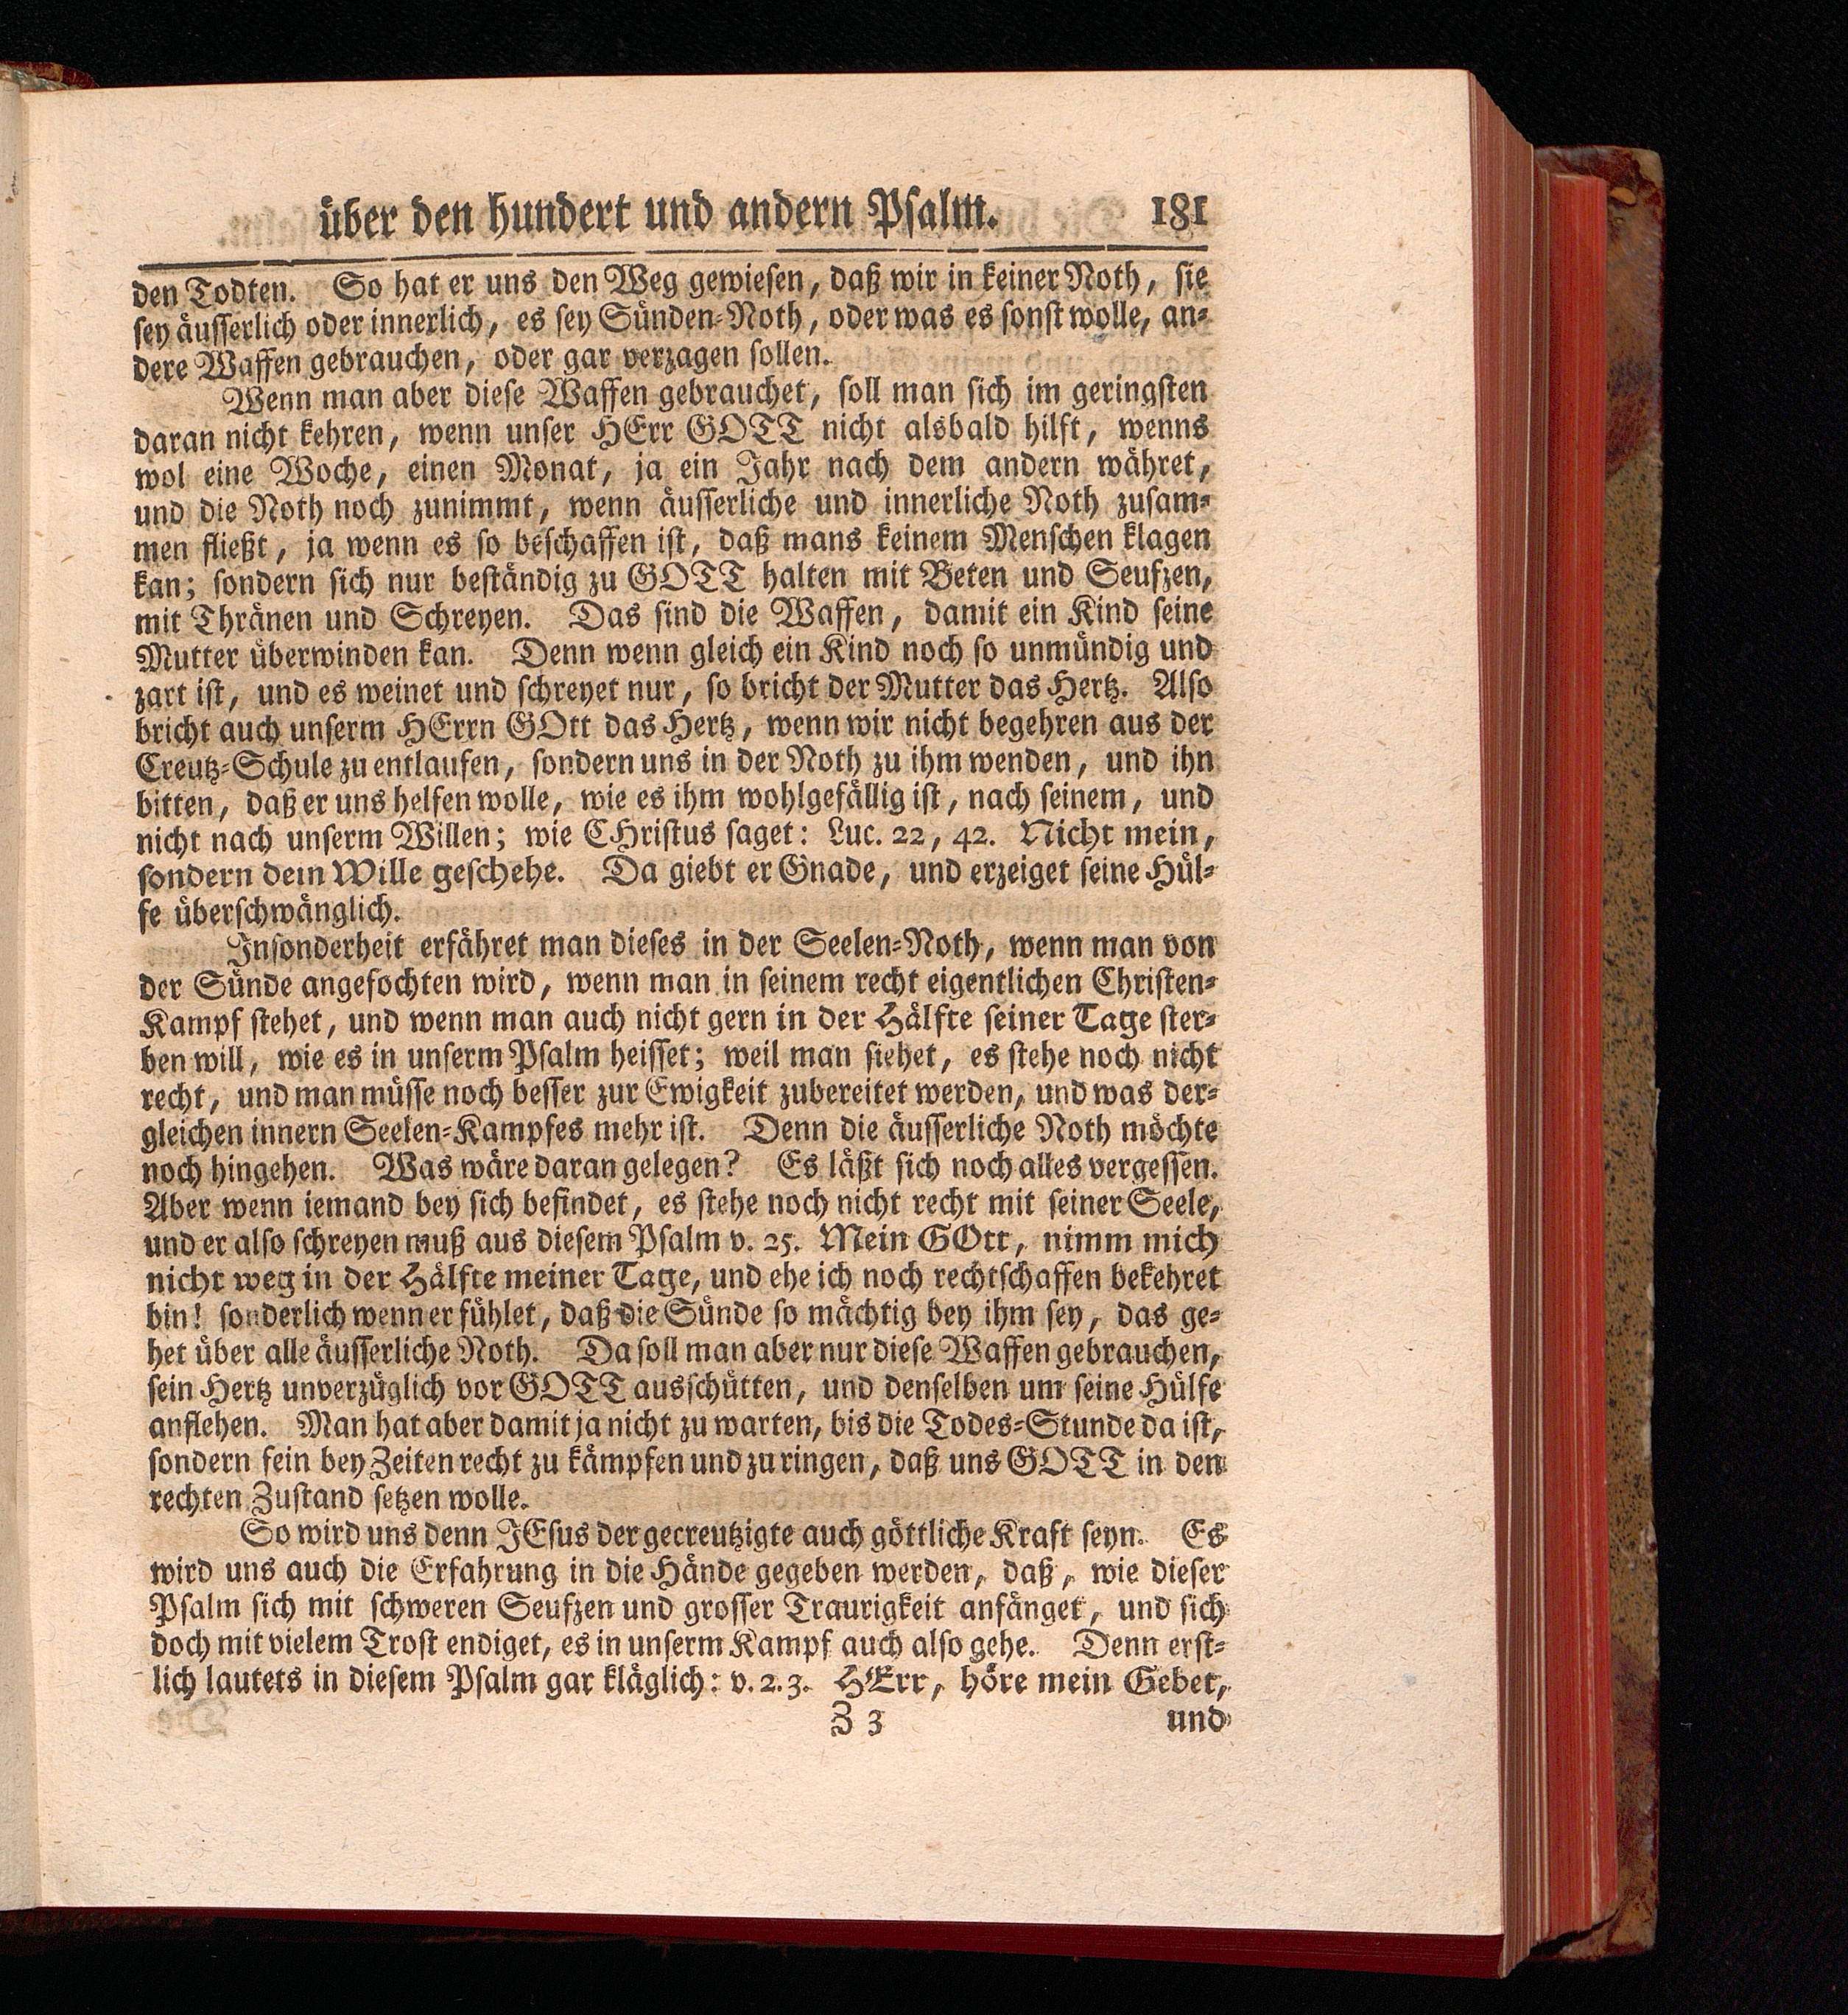 über den hundert und andern Psalm. 181
den Todten. So hat er uns den Weg gewiesen, daß wir in keiner Noth, sie
sey äusserlich oder innerlich, es sey Sünden-Noth, oder was es sonst wolle, an-
dere Waffen gebrauchen, oder gar verzagen sollen.
Wenn man aber diese Waffen gebrauchet, soll man sich im geringsten
daran nicht kehren, wenn unser HErr GOTT nicht alsbald hilft, wenns
wol eine Woche, einen Monat, ja ein Jahr nach dem andern währet,
und die Noth noch zunimmt, wenn äusserliche und innerliche Noth zusam-
men fließt, ja wenn es so beschaffen ist, daß mans keinem Menschen klagen
kan; sondern sich nur beständig zu GOTT halten mit Beten und Seufzen,
mit Thränen und Schreyen. Das sind die Waffen, damit ein Kind seine
Mutter überwinden kan. Denn wenn gleich ein Kind noch so unmündig und
zart ist, und es weinet und schreyet nur, so bricht der Mutter das Hertz. Also
bricht auch unserm HErrn GOtt das Hertz, wenn wir nicht begehren aus der
Creutz-Schule zu entlaufen, sondern uns in der Noth zu ihm wenden, und ihn
bitten, daß er uns helfen wolle, wie es ihm wohlgefällig ist, nach seinem, und
nicht nach unserm Willen; wie CHristus saget: Luc. 22, 42. Nicht mein,
sondern dein Wille geschehe. Da giebt er Gnade, und erzeiget seine Hül-
fe überschwänglich.
Insonderheit erfähret man dieses in der Seelen-Noth, wenn man von
der Sünde angefochten wird, wenn man in seinem recht eigentlichen Christen-
Kampf stehet, und wenn man auch nicht gern in der Hälfte seiner Tage ster-
ben will, wie es in unserm Psalm heisset; weil man siehet, es stehe noch nicht
recht, und man müsse noch besser zur Ewigkeit zubereitet werden, und was der-
gleichen innern Seelen-Kampfes mehr ist. Denn die äusserliche Noth möchte
noch hingehen. Was wäre daran gelegen? Es läßt sich noch alles vergessen.
Aber wenn iemand bey sich befindet, es stehe noch nicht recht mit seiner Seele,
und er also schreyen muß aus diesem Psalm v. 25. Mein GOtt, nimm mich
nicht weg in der Hälfte meiner Tage, und ehe ich noch rechtschaffen bekehret
bin! sonderlich wenn er fühlet, daß die Sünde so mächtig bey ihm sey, das ge-
het über alle äusserliche Noth. Da soll man aber nur diese Waffen gebrauchen,
sein Hertz unverzüglich vor GOTT ausschütten, und denselben um seine Hülfe
anflehen. Man hat aber damit ja nicht zu warten, bis die Todes-Stunde da ist,
sondern fein bey Zeiten recht zu kämpfen und zu ringen, daß uns GOTT in den
rechten Zustand setzen wolle.
So wird uns denn JEsus der gecreutzigte auch göttliche Kraft seyn. Es
wird uns auch die Erfahrung in die Hände gegeben werden, daß, wie dieser
Psalm sich mit schweren Seufzen und grosser Traurigkeit anfänget, und sich
doch mit vielem Trost endiget, es in unserm Kampf auch also gehe. Denn erst-
lich lautets in diesem Psalm gar kläglich: v. 2. 3. HErr, höre mein Gebet,
Z 3 und